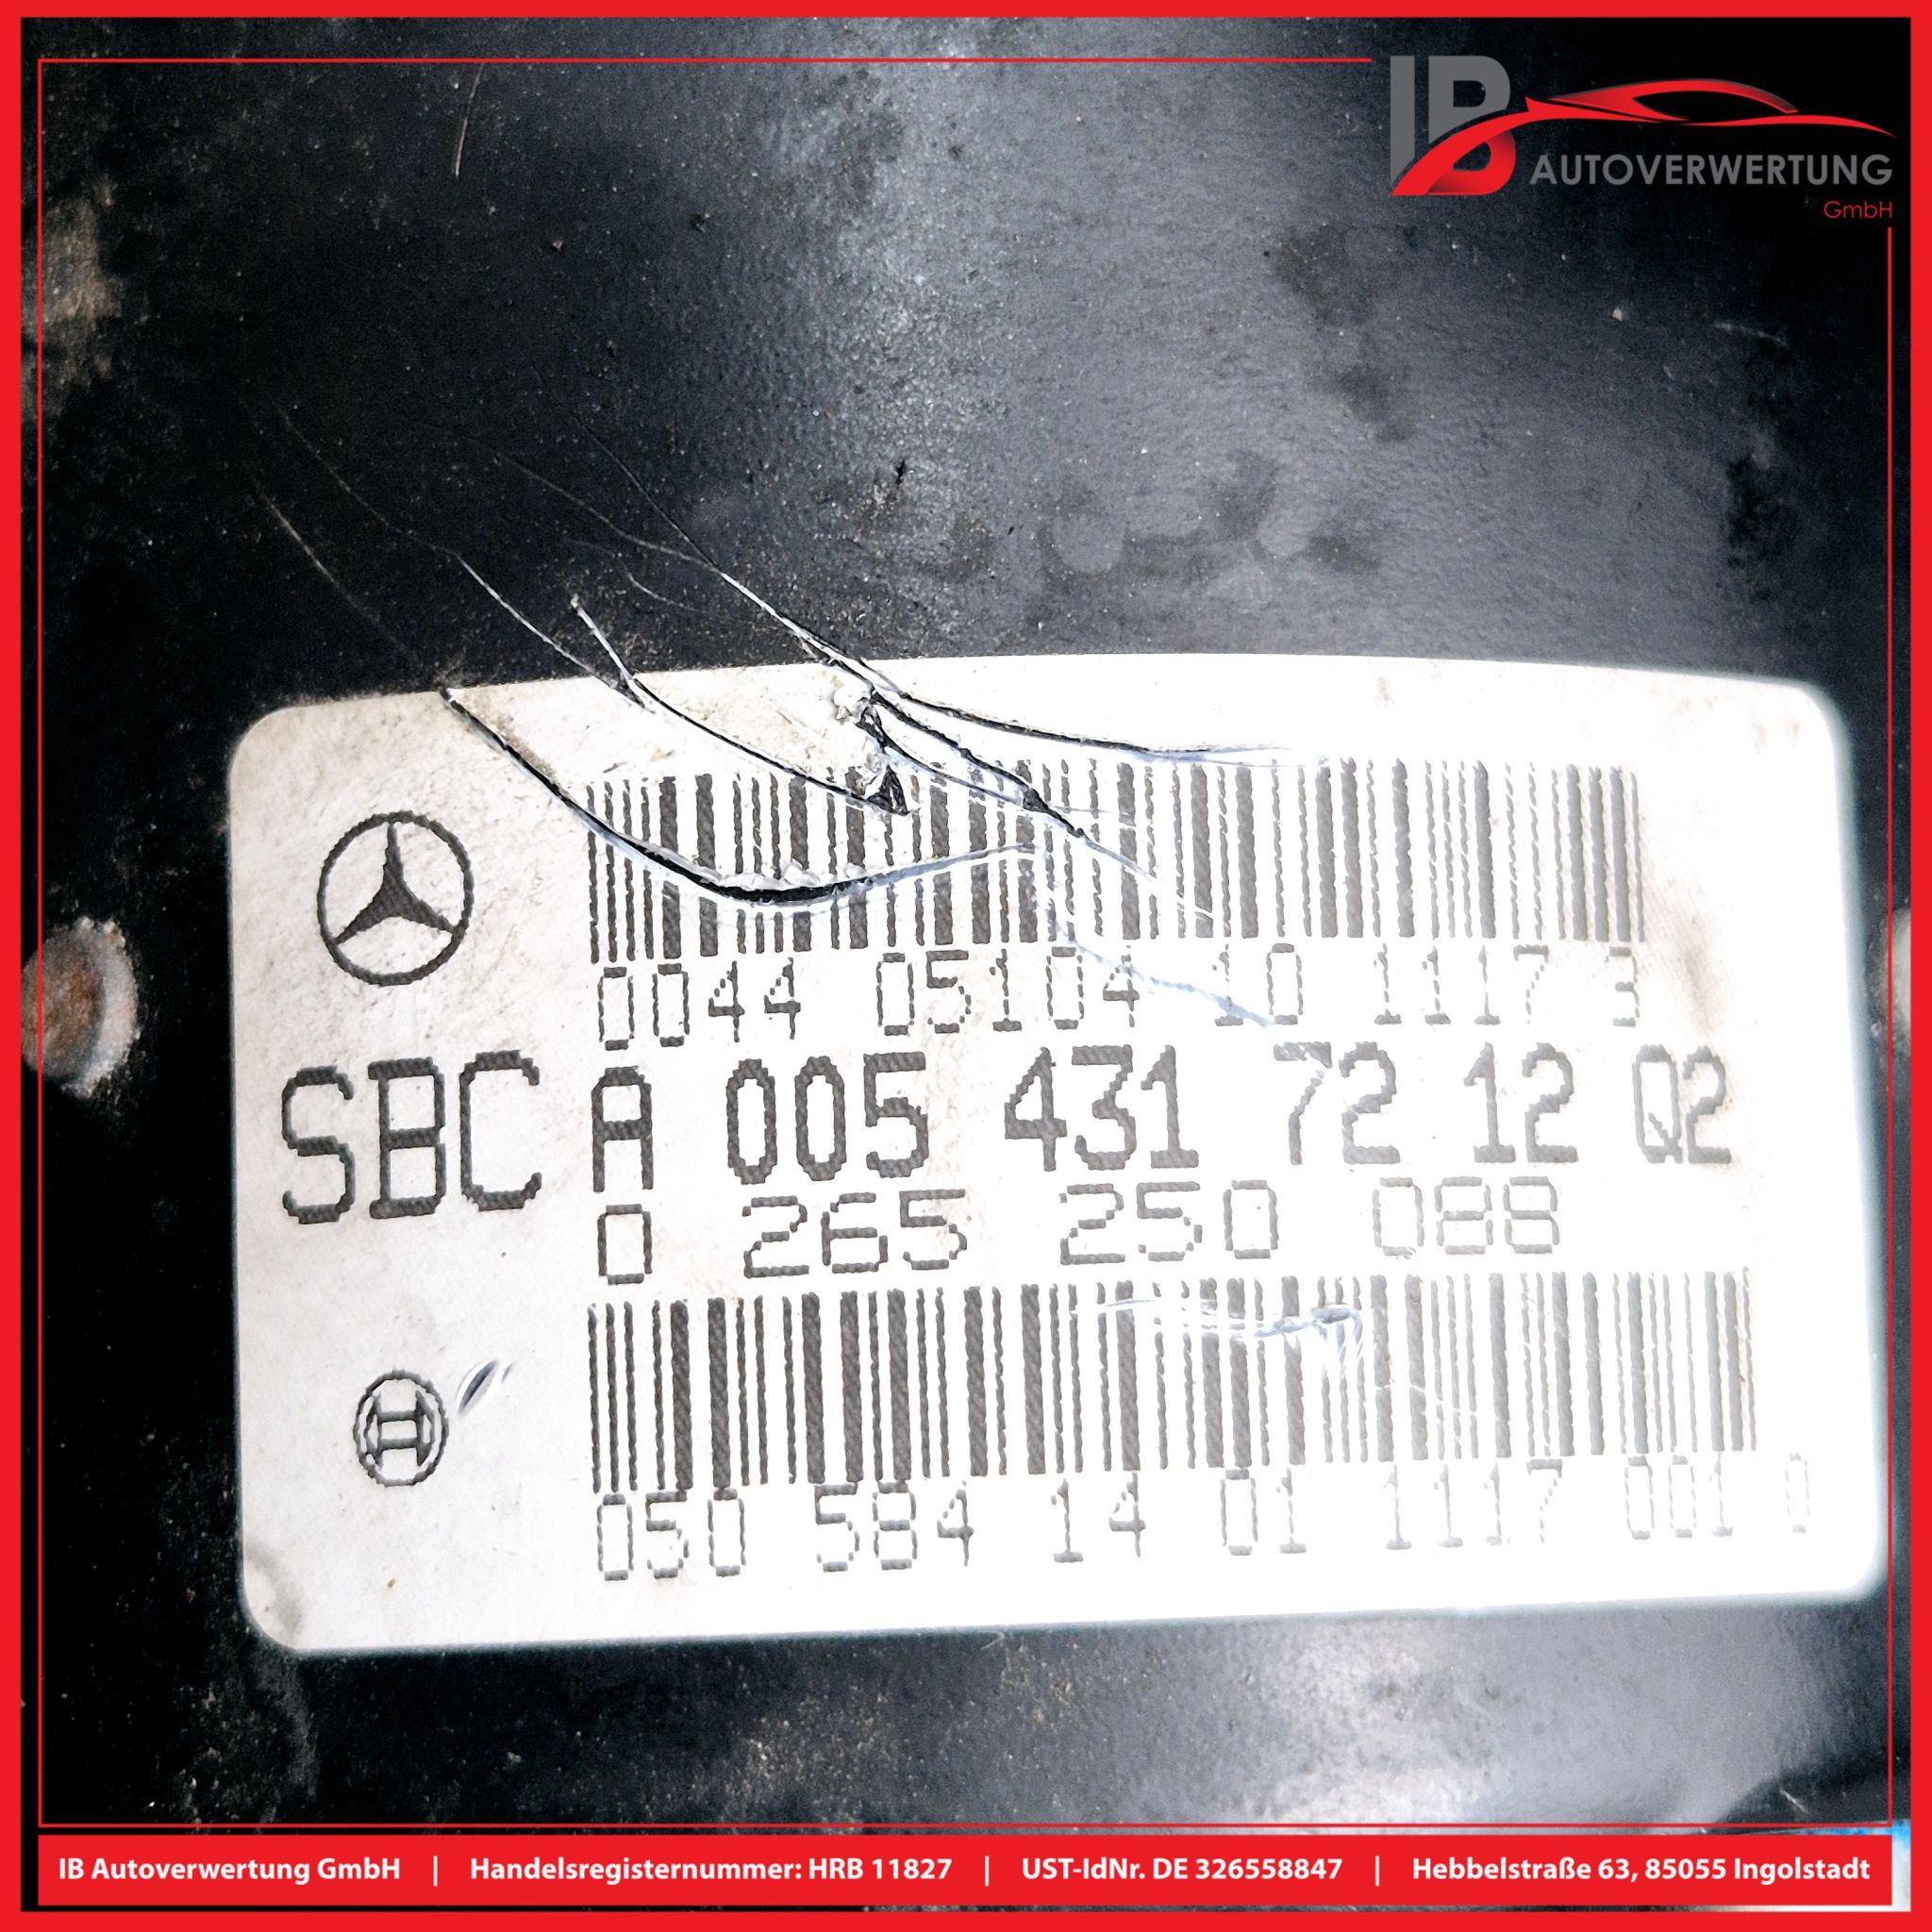 IB
AUTOVERWERTUNG
GmbH
0044 05104 10 1117 3
SBC A 005 431 72 12 Q2
0 265 250 088
050 584 14 01 1117 001 0
IB Autoverwertung GmbH | Handelsregisternummer: HRB 11827 | UST-IdNr. DE 326558847 | Hebbelstraße 63, 85055 Ingolstadt